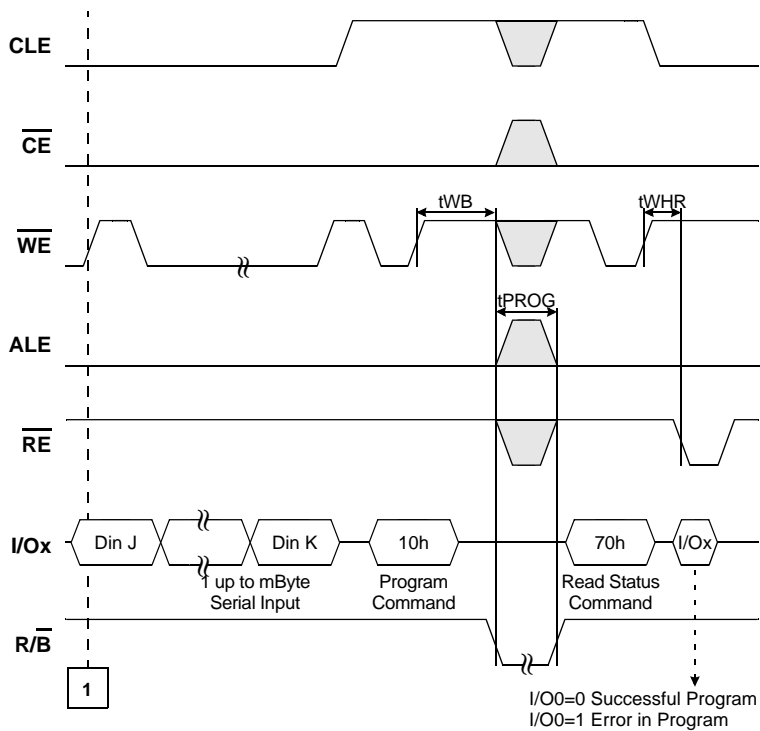 CLE
CE
tWB
tWHR
WE
tPROG
ALE
RE
I/Ox
Din J
Din K
10h
70h
I/Ox
1 up to mByte
Serial Input
Program
Command
Read Status
Command
R/B
1
I/O0=0 Successful Program
I/O0=1 Error in Program